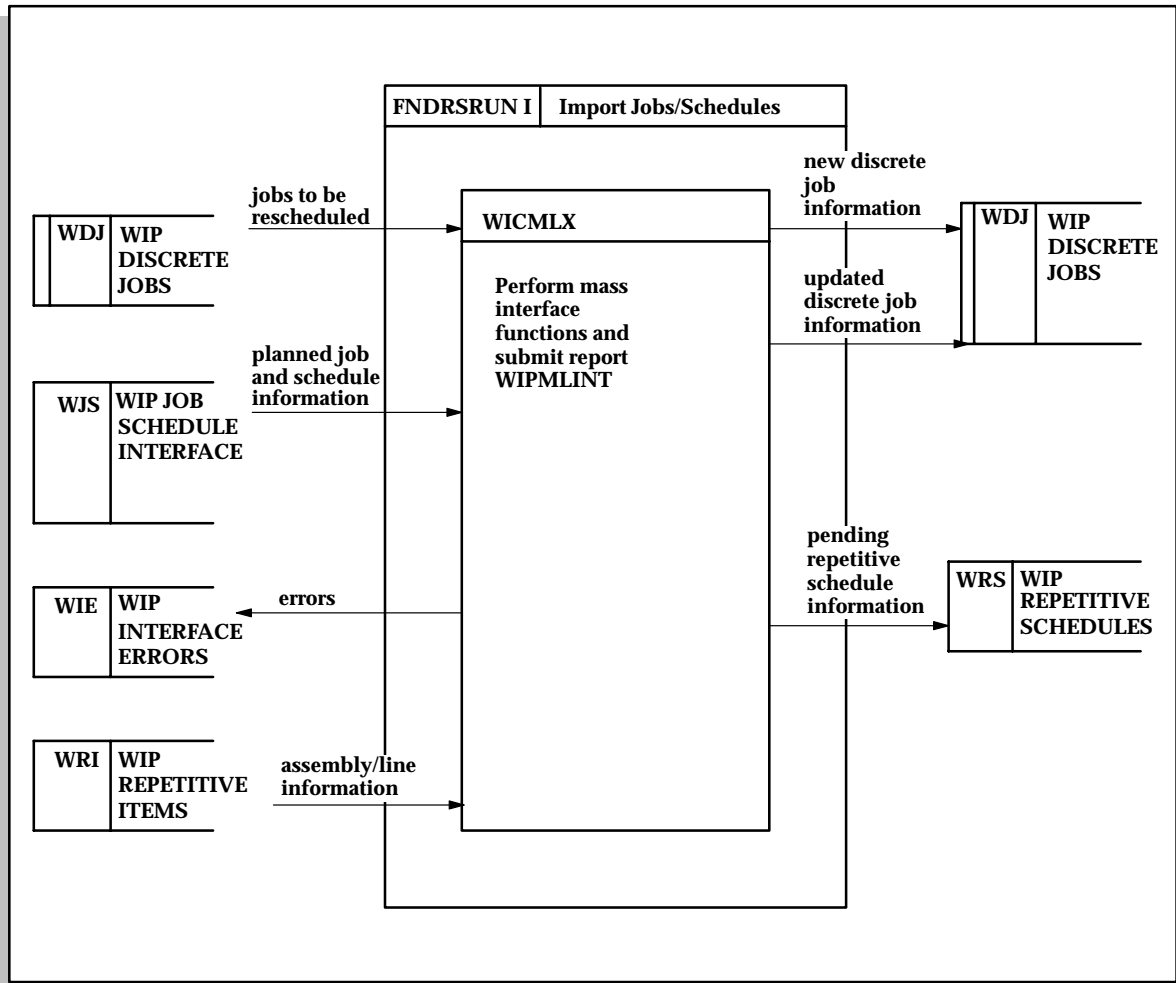 FNDRSRUN I
Import Jobs/Schedules
jobs to be
rescheduled
new discrete
job
information
WDJ
WIP
DISCRETE
JOBS
WICMLX
WDJ
WIP
DISCRETE
JOBS
Perform mass
interface
functions and
submit report
WIPMLINT
updated
discrete job
information
planned job
and schedule
information
WJS
WIP JOB
SCHEDULE
INTERFACE
pending
repetitive
schedule
information
WRS
WIP
REPETITIVE
SCHEDULES
WIE
WIP
INTERFACE
ERRORS
errors
WRI
WIP
REPETITIVE
ITEMS
assembly/line
information